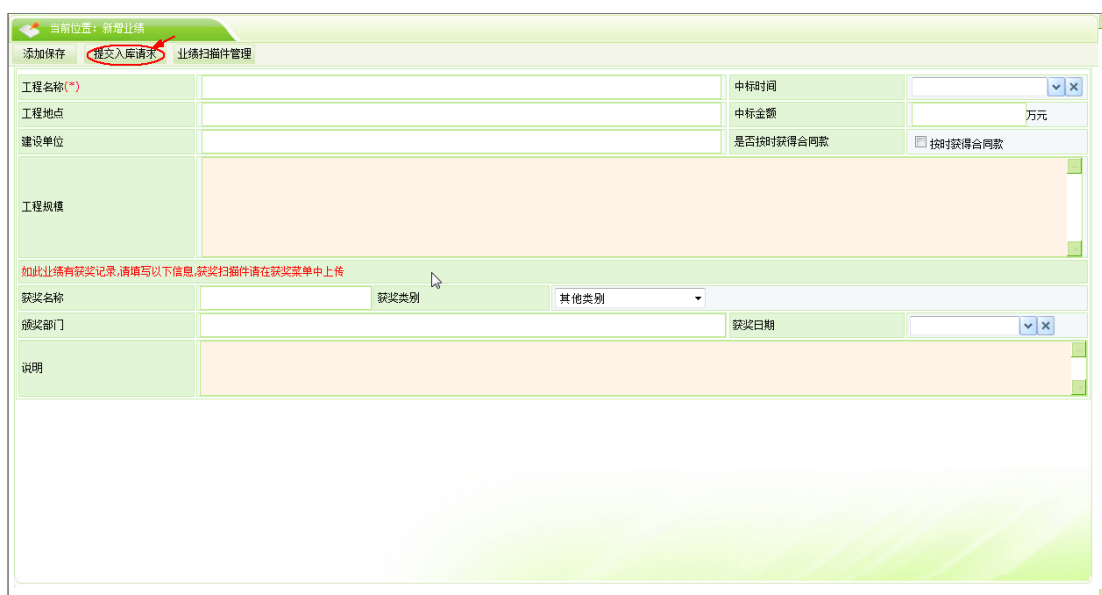 当前位置：新增业绩
添加保存 提交入库请求 业绩扫描件管理
工程名称(*) 中标时间
工程地点 中标金额 万元
建设单位 是否按时获得合同款 按时获得合同款
工程规模
如此业绩有获奖记录,请填写以下信息,获奖扫描件请在获奖菜单中上传
获奖名称 获奖类别 其他类别
颁奖部门 获奖日期
说明